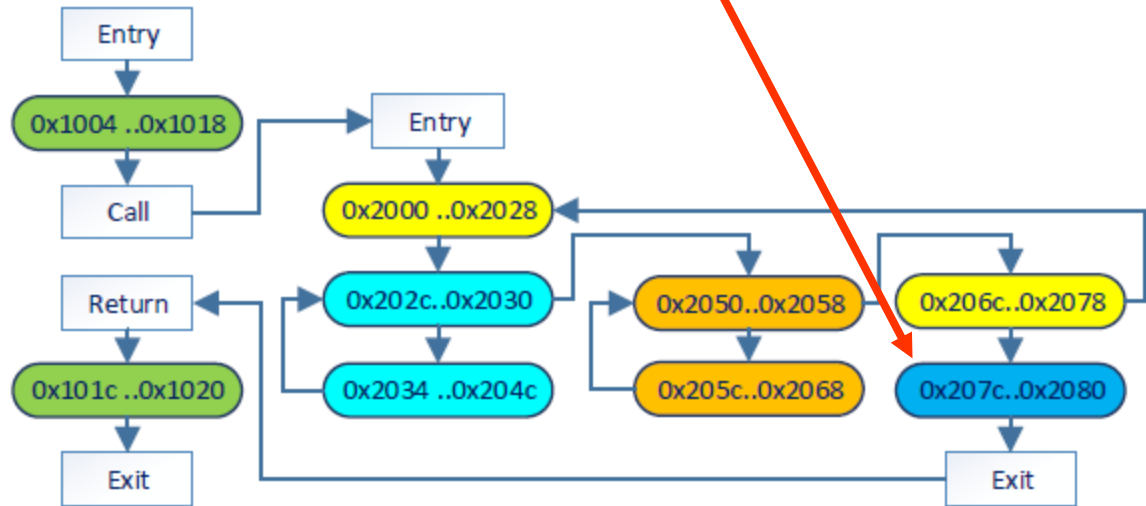 Entry
0x1004 ..0x1018
Call
Return
0x101c ..0x1020
Exit
Entry
0x2000 ..0x2028
0x202c..0x2030
0x2034 ..0x204c
0x2050..0x2058
0x205c..0x2068
0x206c..0x2078
0x207c..0x2080
Exit